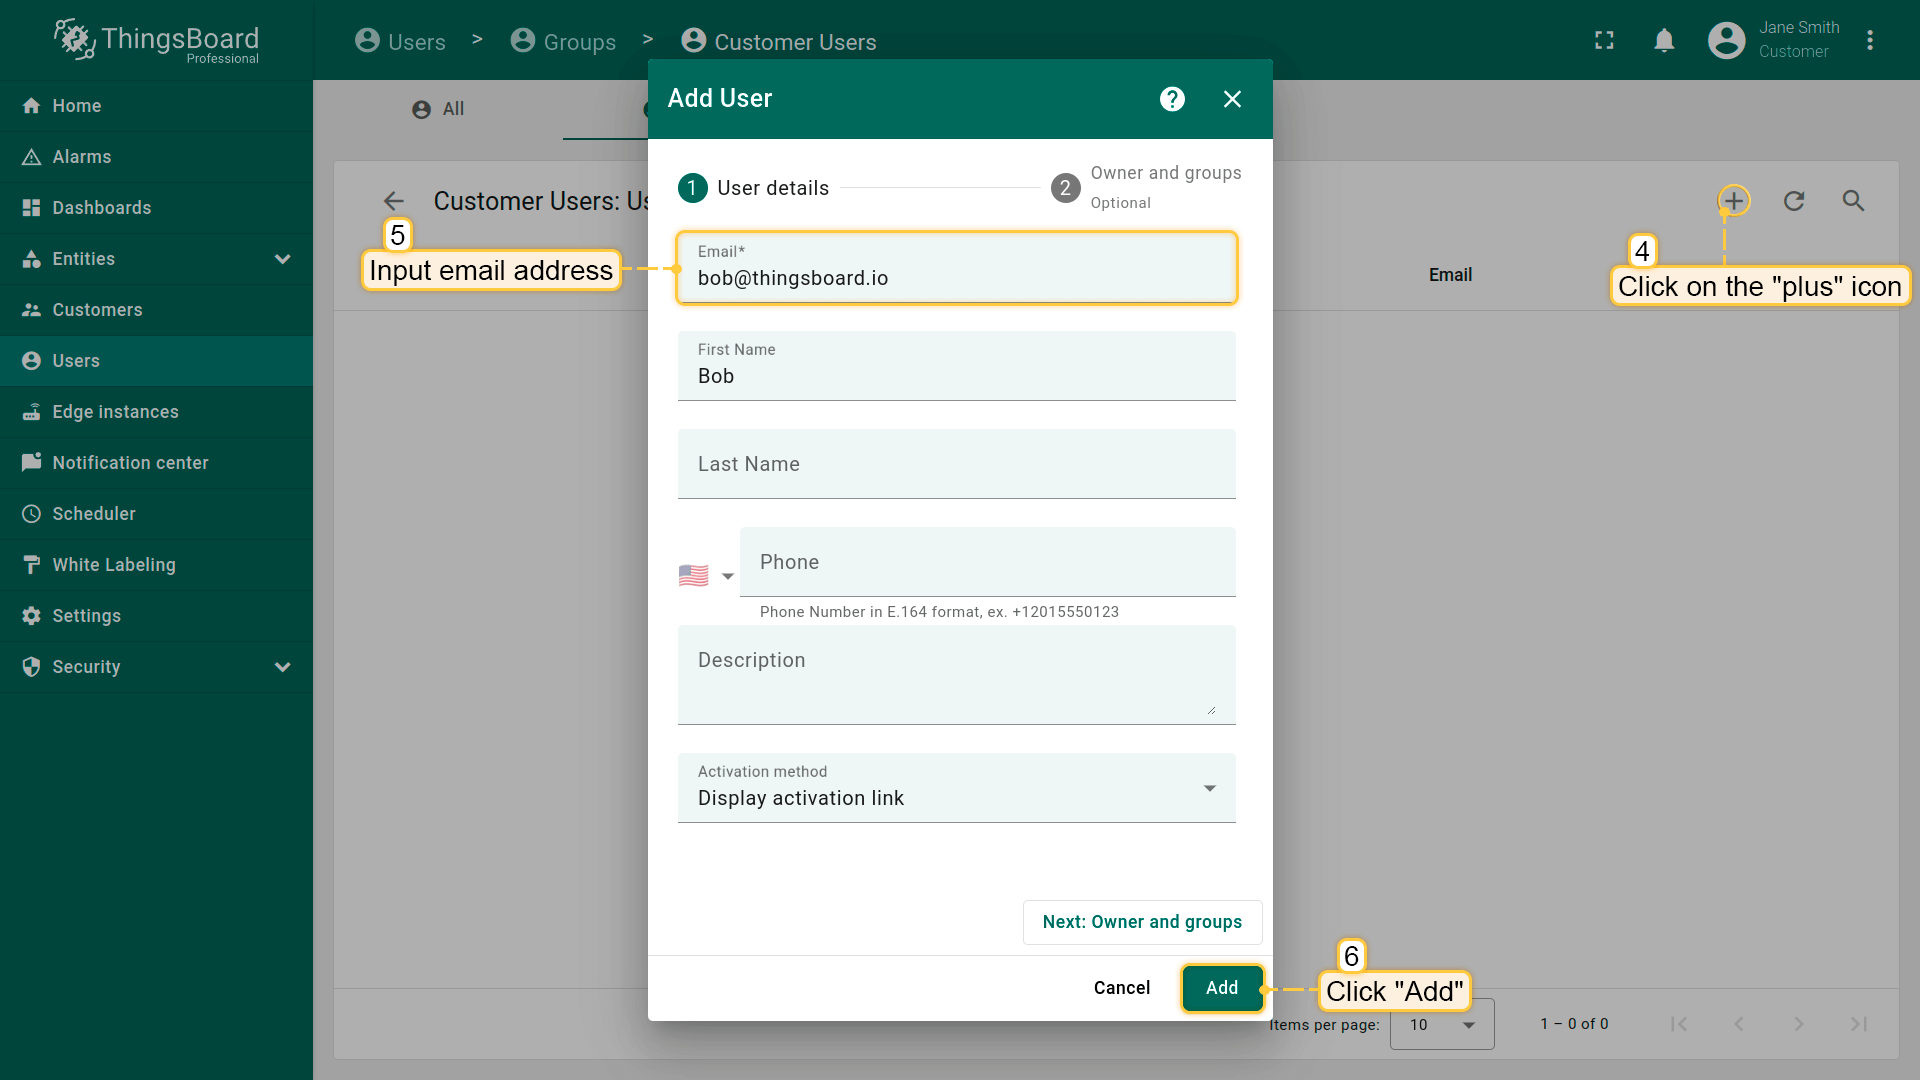 ThingsBoard
Professional
Users > Groups > Customer Users
Jane Smith
Customer
Home
Alarms
Dashboards
Entities
Customers
Users
Edge instances
Notification center
Scheduler
White Labeling
Settings
Security
All
Customer Users: Us
Email
Add User
1 User details
2 Owner and groups
Optional
5
Input email address
Email*
bob@thingsboard.io
4
Click on the "plus" icon
First Name
Bob
Last Name
Phone
Phone Number in E.164 format, ex. +12015550123
Description
Activation method
Display activation link
Next: Owner and groups
Cancel
Add
6
Click "Add"
Items per page: 10
1 – 0 of 0